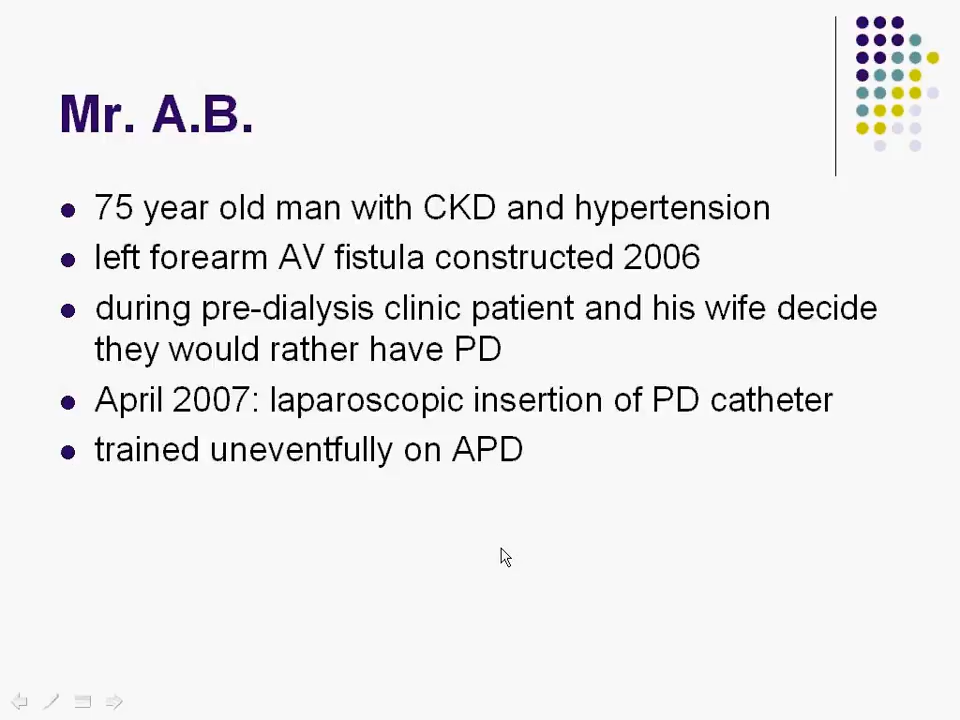 Mr. A.B.
75 year old man with CKD and hypertension
left forearm AV fistula constructed 2006
during pre-dialysis clinic patient and his wife decide
they would rather have PD
April 2007: laparoscopic insertion of PD catheter
trained uneventfully on APD